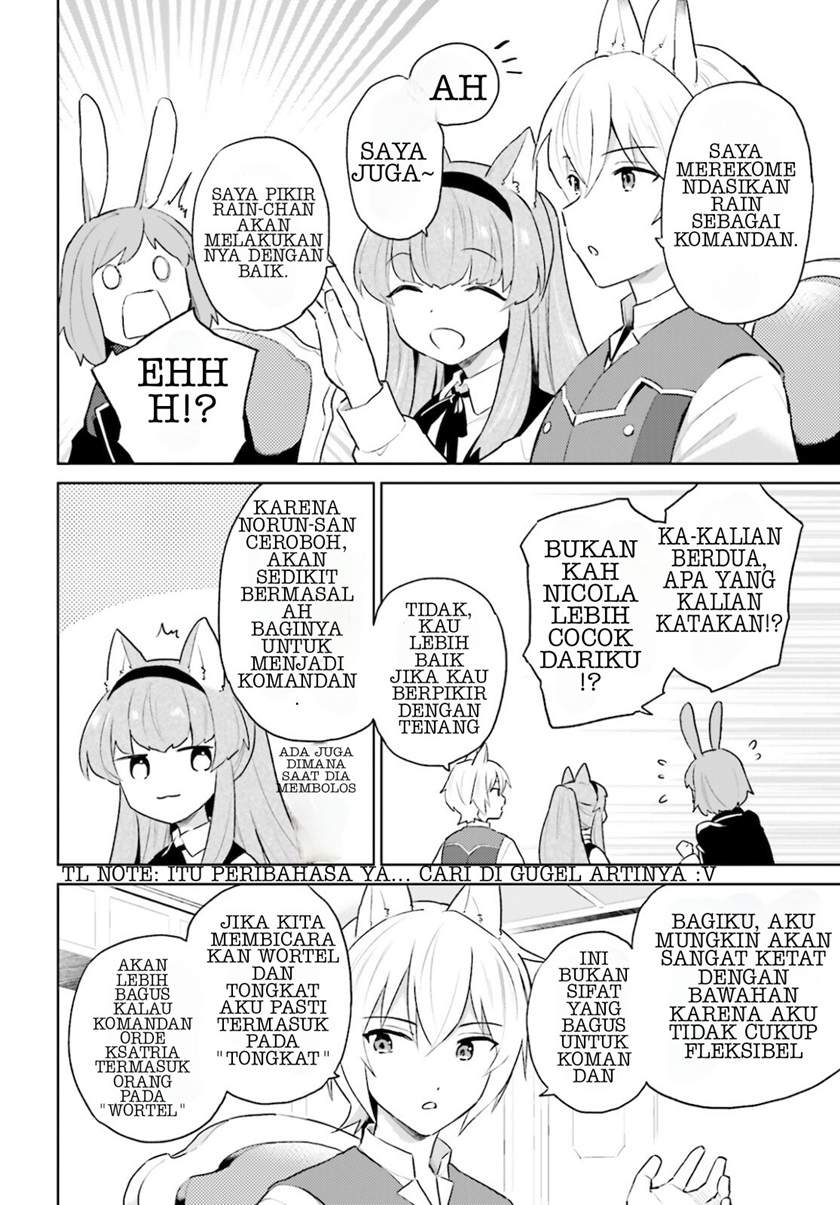 SAYA
MEREKOME
NDASIKAN
RAIN
SEBAGAI
KOMANDAN.
AH
SAYA
JUGA~
SAYA PIKIR
RAIN-CHAN
AKAN
MELAKUKAN
NYA DENGAN
BAIK.
EHH
H!?
KA-KALIAN
BERDUA,
APA YANG
KALIAN
KATAKAN!?
BUKAN
KAH
NICOLA
LEBIH
COCOK
DARIKU
!?
TIDAK,
KAU
LEBIH
BAIK
JIKA KAU
BERPIKIR
DENGAN
TENANG
KARENA
NORUN-SAN
CEROBOH,
AKAN
SEDIKIT
BERMASAL
AH
BAGINYA
UNTUK
MENJADI
KOMANDAN
.
ADA JUGA
DIMANA
SAAT DIA
MEMBOLOS
TL NOTE: ITU PERIBAHASA YA... CARI DI GUGEL ARTINYA :V
BAGIKU, AKU
MUNGKIN AKAN
SANGAT KETAT
DENGAN
BAWAHAN
KARENA AKU
TIDAK CUKUP
FLEKSIBEL
INI
BUKAN
SIFAT
YANG
BAGUS
UNTUK
KOMAN
DAN
JIKA KITA
MEMBICARA
KAN WORTEL
DAN
TONGKAT
AKU PASTI
TERMASUK
PADA
"TONGKAT"
AKAN
LEBIH
BAGUS
KALAU
KOMANDAN
ORDE
KSATRIA
TERMASUK
ORANG
PADA
"WORTEL"